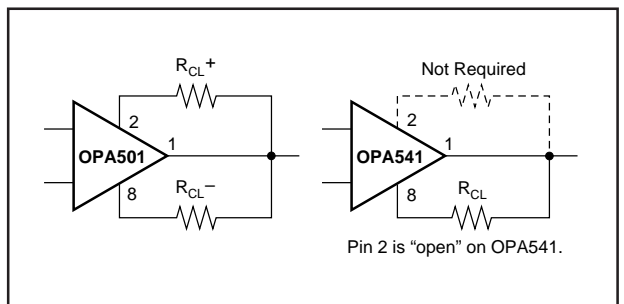 R_CL+
2
OPA501
1
8
R_CL–
Not Required
2
OPA541
1
8
R_CL
Pin 2 is “open” on OPA541.